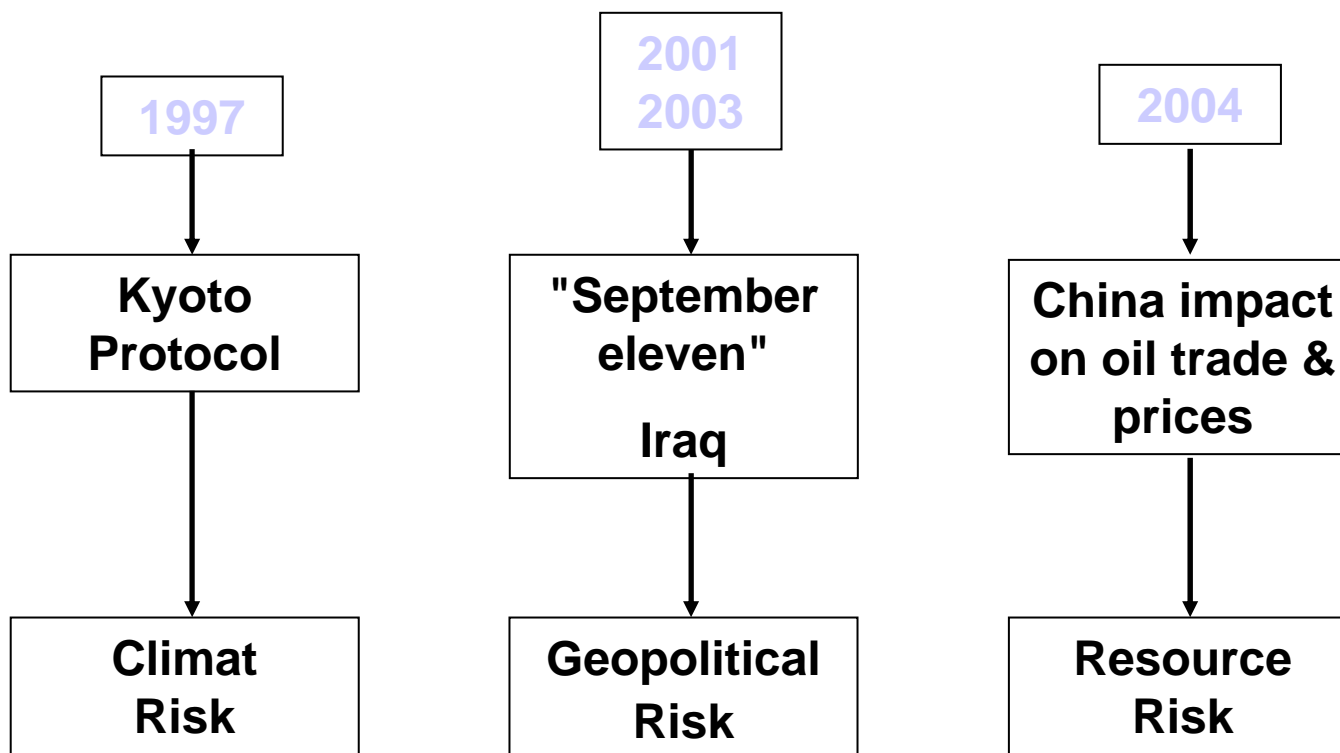 1997
Kyoto
Protocol
Climat
Risk
2001
2003
"September
eleven"
Iraq
Geopolitical
Risk
2004
China impact
on oil trade &
prices
Resource
Risk